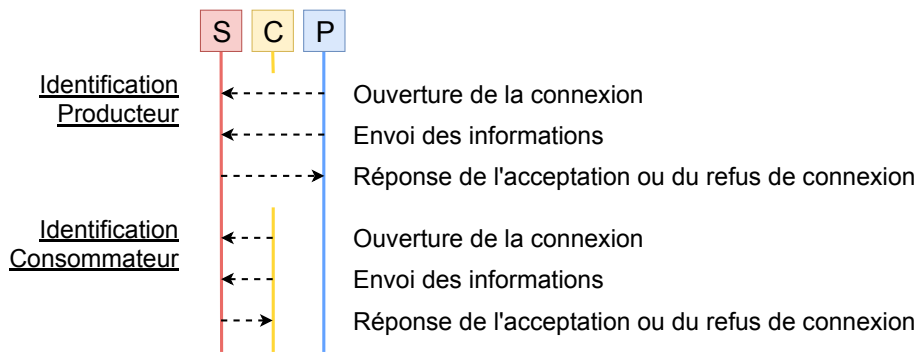 S C P
Identification
Producteur
Ouverture de la connexion
Envoi des informations
Réponse de l'acceptation ou du refus de connexion
Identification
Consommateur
Ouverture de la connexion
Envoi des informations
Réponse de l'acceptation ou du refus de connexion